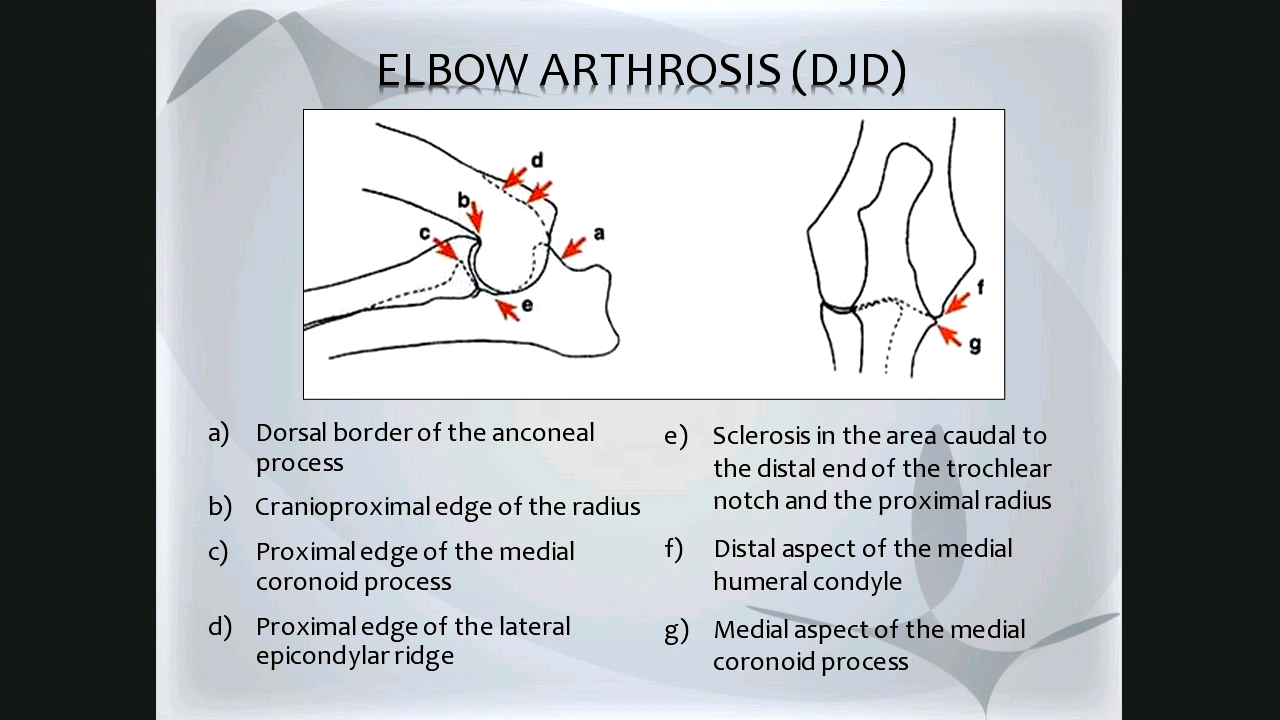 ELBOW ARTHROSIS (DJD)
d
b
c
a
e
f
g
a) Dorsal border of the anconeal
process
b) Cranioproximal edge of the radius
c) Proximal edge of the medial
coronoid process
d) Proximal edge of the lateral
epicondylar ridge
e) Sclerosis in the area caudal to
the distal end of the trochlear
notch and the proximal radius
f) Distal aspect of the medial
humeral condyle
g) Medial aspect of the medial
coronoid process